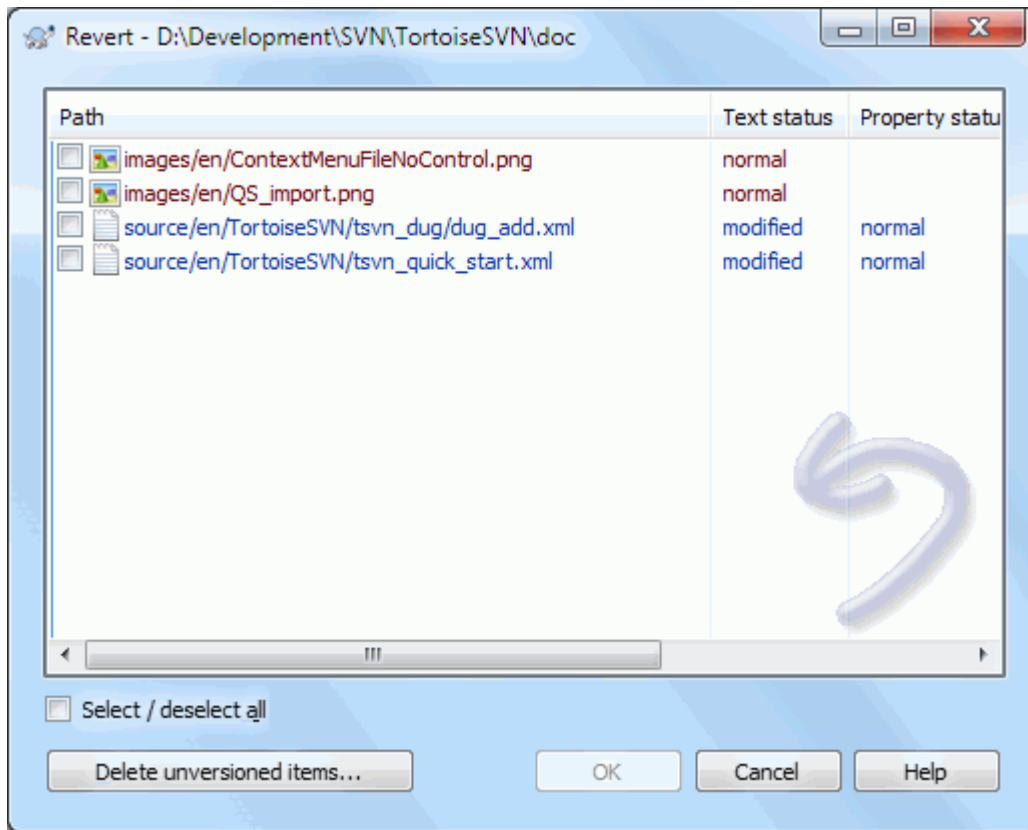 Revert - D:\Development\SVN\TortoiseSVN\doc
Path Text status Property statu
images/en/ContextMenuFileNoControl.png normal
images/en/QS_import.png normal
source/en/TortoiseSVN/tsvn_dug/dug_add.xml modified normal
source/en/TortoiseSVN/tsvn_quick_start.xml modified normal
Select / deselect all
Delete unversioned items... OK Cancel Help